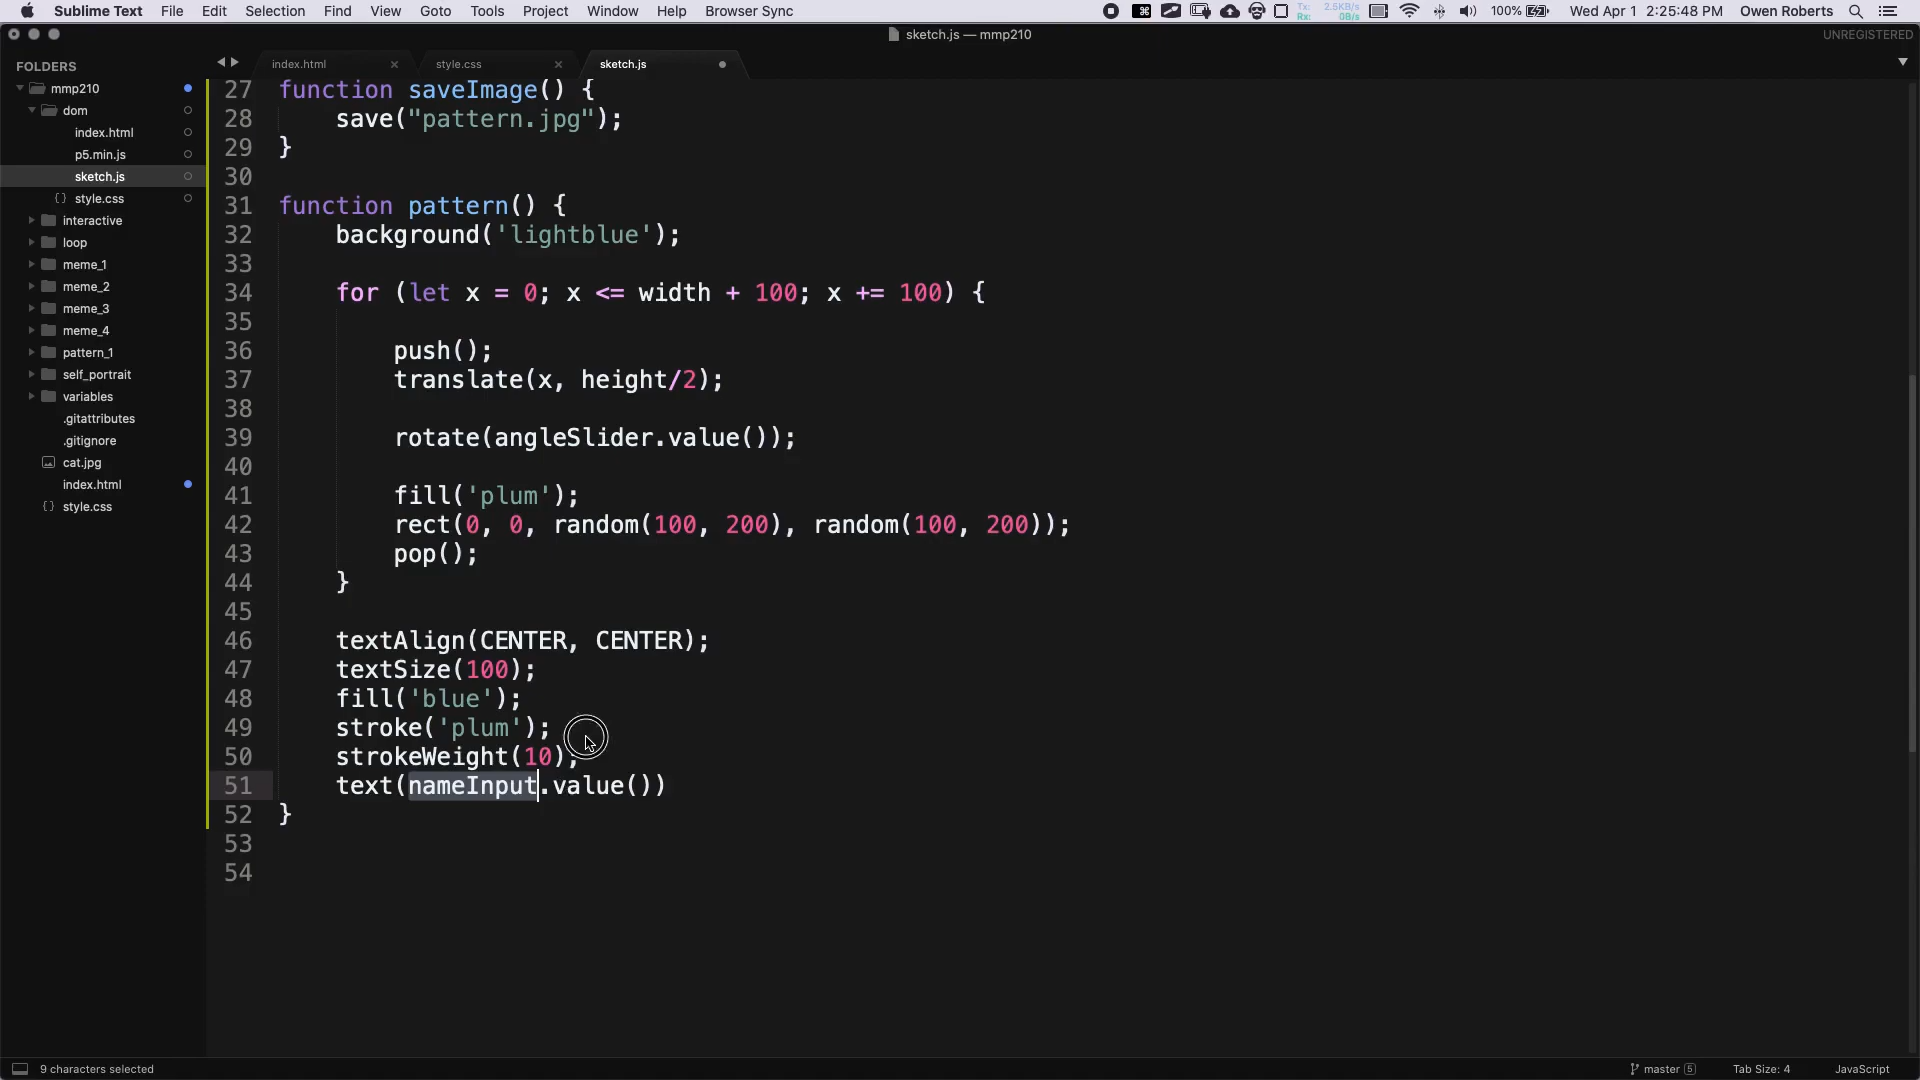 Sublime Text File Edit Selection Find View Goto Tools Project Window Help Browser Sync Tx: 2.5KB/s Rx: 0B/s 100% Wed Apr 1 2:25:48 PM Owen Roberts
sketch.js — mmp210 UNREGISTERED
FOLDERS
mmp210
dom
index.html
p5.min.js
sketch.js
{} style.css
interactive
loop
meme_1
meme_2
meme_3
meme_4
pattern_1
self_portrait
variables
.gitattributes
.gitignore
cat.jpg
index.html
{} style.css
index.html × style.css × sketch.js
27 function saveImage() {
28 save("pattern.jpg");
29 }
30
31 function pattern() {
32 background('lightblue');
33
34 for (let x = 0; x <= width + 100; x += 100) {
35
36 push();
37 translate(x, height/2);
38
39 rotate(angleSlider.value());
40
41 fill('plum');
42 rect(0, 0, random(100, 200), random(100, 200));
43 pop();
44 }
45
46 textAlign(CENTER, CENTER);
47 textSize(100);
48 fill('blue');
49 stroke('plum');
50 strokeWeight(10);
51 text(nameInput.value())
52 }
53
54
9 characters selected master 5 Tab Size: 4 JavaScript